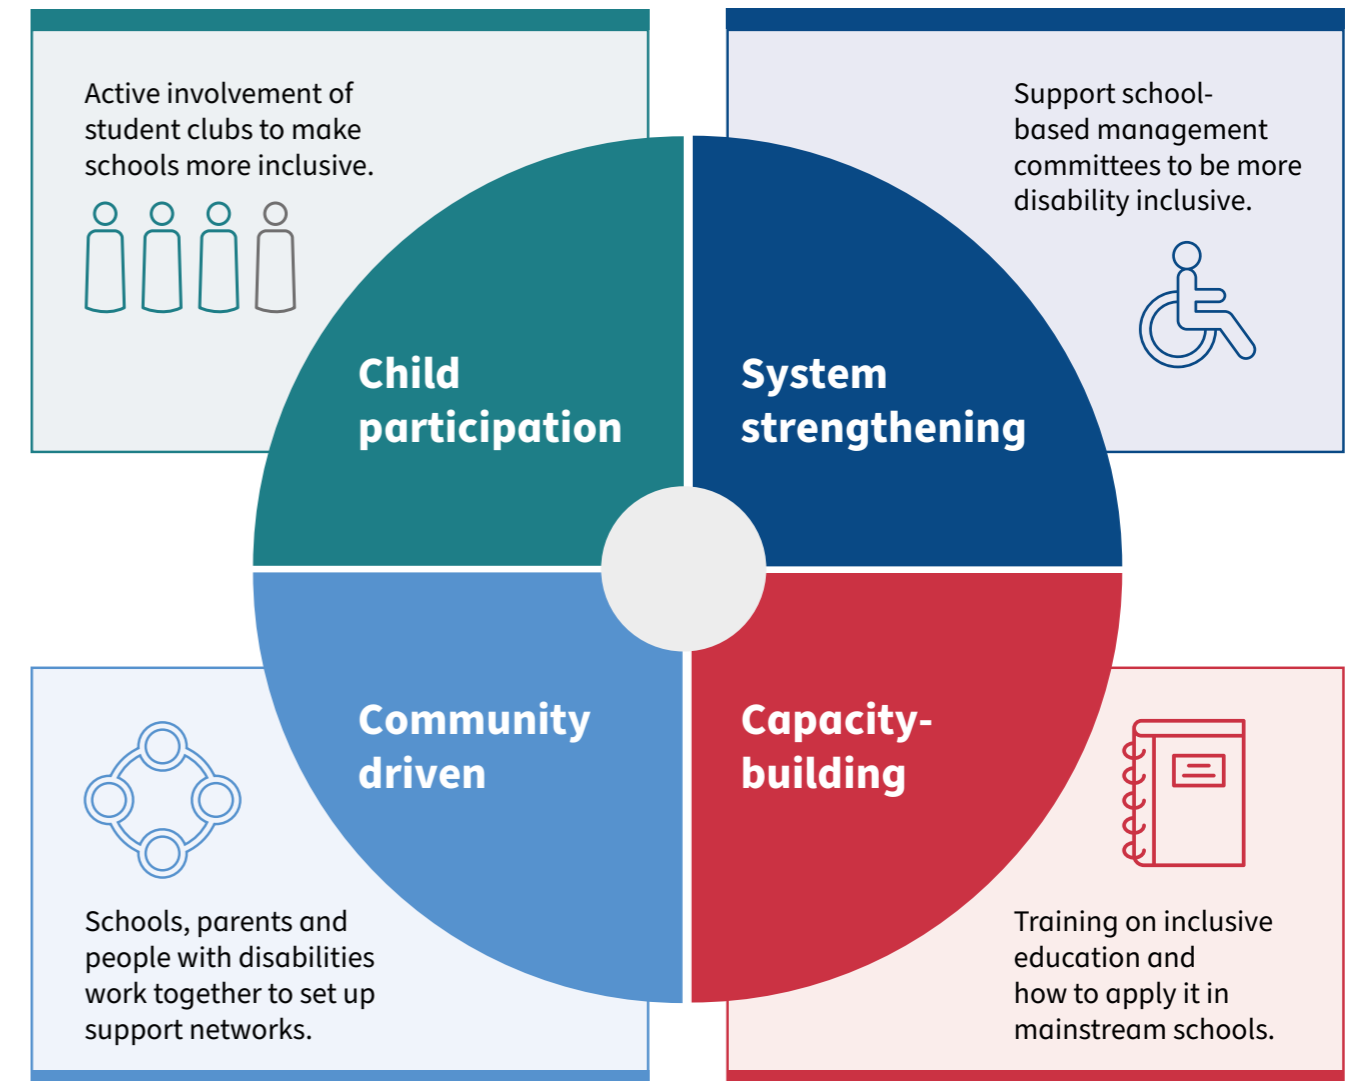 Active involvement of
student clubs to make
schools more inclusive.
Support school-
based management
committees to be more
disability inclusive.
Child
participation
System
strengthening
Community
driven
Capacity-
building
Schools, parents and
people with disabilities
work together to set up
support networks.
Training on inclusive
education and
how to apply it in
mainstream schools.